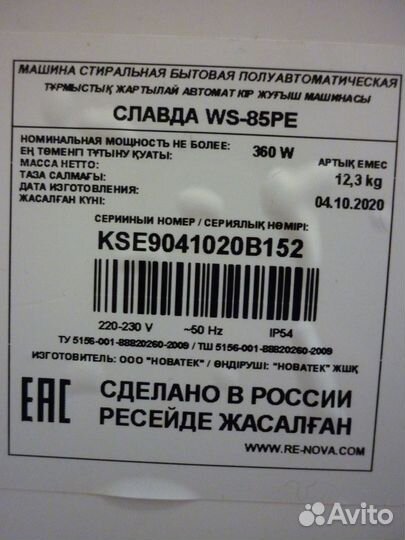 МАШИНА СТИРАЛЬНАЯ БЫТОВАЯ ПОЛУАВТОМАТИЧЕСКАЯ
ТҰРМЫСТЫҚ ЖАРТЫЛАЙ АВТОМАТ КІР ЖУҒЫШ МАШИНАСЫ
СЛАВДА WS-85PE
НОМИНАЛЬНАЯ МОЩНОСТЬ НЕ БОЛЕЕ: 360 W
ЕҢ ТӨМЕНГІ ТҰТЫНУ ҚУАТЫ: АРТЫҚ ЕМЕС
МАССА НЕТТО: 12,3 kg
ТАЗА САЛМАҒЫ:
ДАТА ИЗГОТОВЛЕНИЯ: 04.10.2020
ЖАСАЛҒАН КҮНІ:
СЕРИЙНЫЙ НОМЕР / СЕРИЯЛЫҚ НӨМІРІ:
KSE9041020B152
220-230 V ~50 Hz IP54
ТУ 5156-001-88820260-2009 / ТШ 5156-001-88820260-2009
ИЗГОТОВИТЕЛЬ: ООО "НОВАТЕК" / ӨНДІРУШІ: "НОВАТЕК" ЖШҚ
EAC СДЕЛАНО В РОССИИ
РЕСЕЙДЕ ЖАСАЛҒАН
WWW.RE-NOVA.COM
Avito